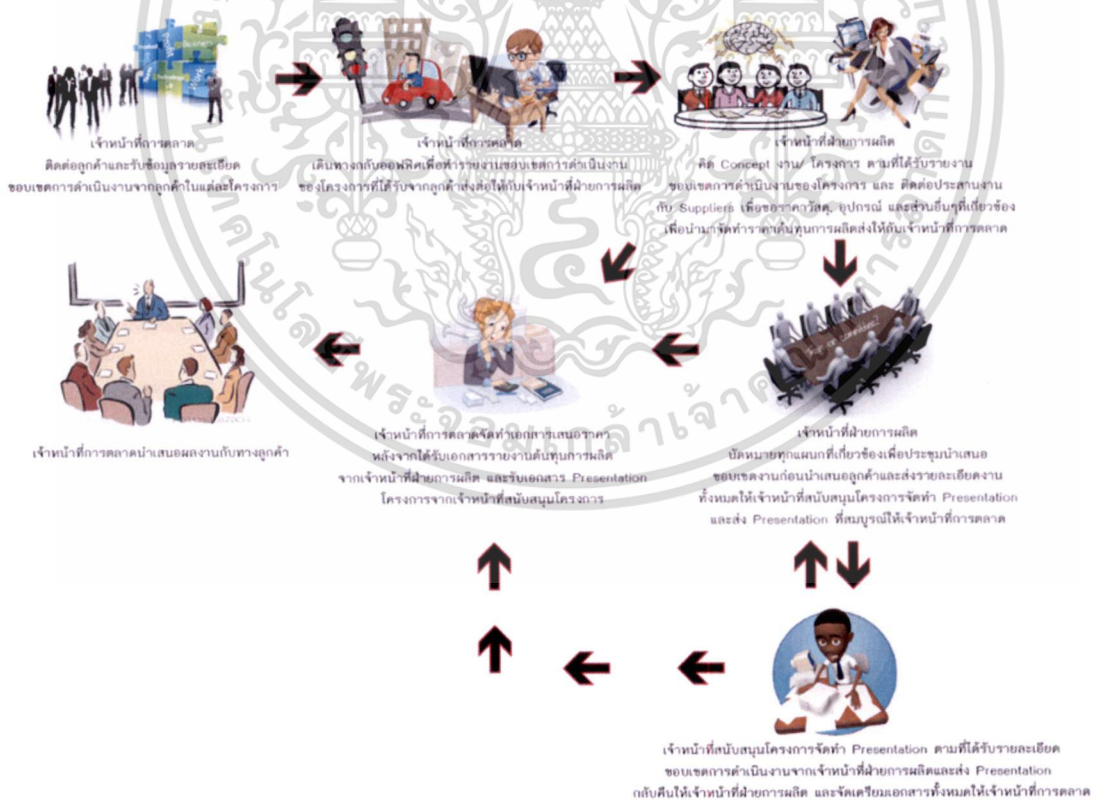 เจ้าหน้าที่การตลาด
ติดต่อลูกค้าและรับข้อมูลรายละเอียด
ขอบเขตการดำเนินงานจากลูกค้าในแต่ละโครงการ
เจ้าหน้าที่การตลาด
เดินทางกลับออฟฟิศเพื่อทำรายงานขอบเขตการดำเนินงาน
ของโครงการที่ได้รับจากลูกค้าส่งต่อให้กับเจ้าหน้าที่ฝ่ายการผลิต
เจ้าหน้าที่ฝ่ายการผลิต
คิด Concept งาน/ โครงการ ตามที่ได้รับรายงาน
ขอบเขตการดำเนินงานของโครงการ และ ติดต่อประสานงาน
กับ Suppliers เพื่อขอราคาวัสดุ, อุปกรณ์ และส่วนอื่นๆที่เกี่ยวข้อง
เพื่อนำมาจัดทำราคาต้นทุนการผลิตส่งให้กับเจ้าหน้าที่การตลาด
เจ้าหน้าที่การตลาดนำเสนอผลงานกับทางลูกค้า
เจ้าหน้าที่การตลาดจัดทำเอกสารเสนอราคา
หลังจากได้รับเอกสารรายงานต้นทุนการผลิต
จากเจ้าหน้าที่ฝ่ายการผลิต และรับเอกสาร Presentation
โครงการจากเจ้าหน้าที่สนับสนุนโครงการ
เจ้าหน้าที่ฝ่ายการผลิต
นัดหมายทุกแผนกที่เกี่ยวข้องเพื่อประชุมนำเสนอ
ขอบเขตงานก่อนนำเสนอลูกค้าและส่งรายละเอียดงาน
ทั้งหมดให้เจ้าหน้าที่สนับสนุนโครงการจัดทำ Presentation
และส่ง Presentation ที่สมบูรณ์ให้เจ้าหน้าที่การตลาด
เจ้าหน้าที่สนับสนุนโครงการจัดทำ Presentation ตามที่ได้รับรายละเอียด
ขอบเขตการดำเนินงานจากเจ้าหน้าที่ฝ่ายการผลิตและส่ง Presentation
กลับคืนให้เจ้าหน้าที่ฝ่ายการผลิต และจัดเตรียมเอกสารทั้งหมดให้เจ้าหน้าที่การตลาด